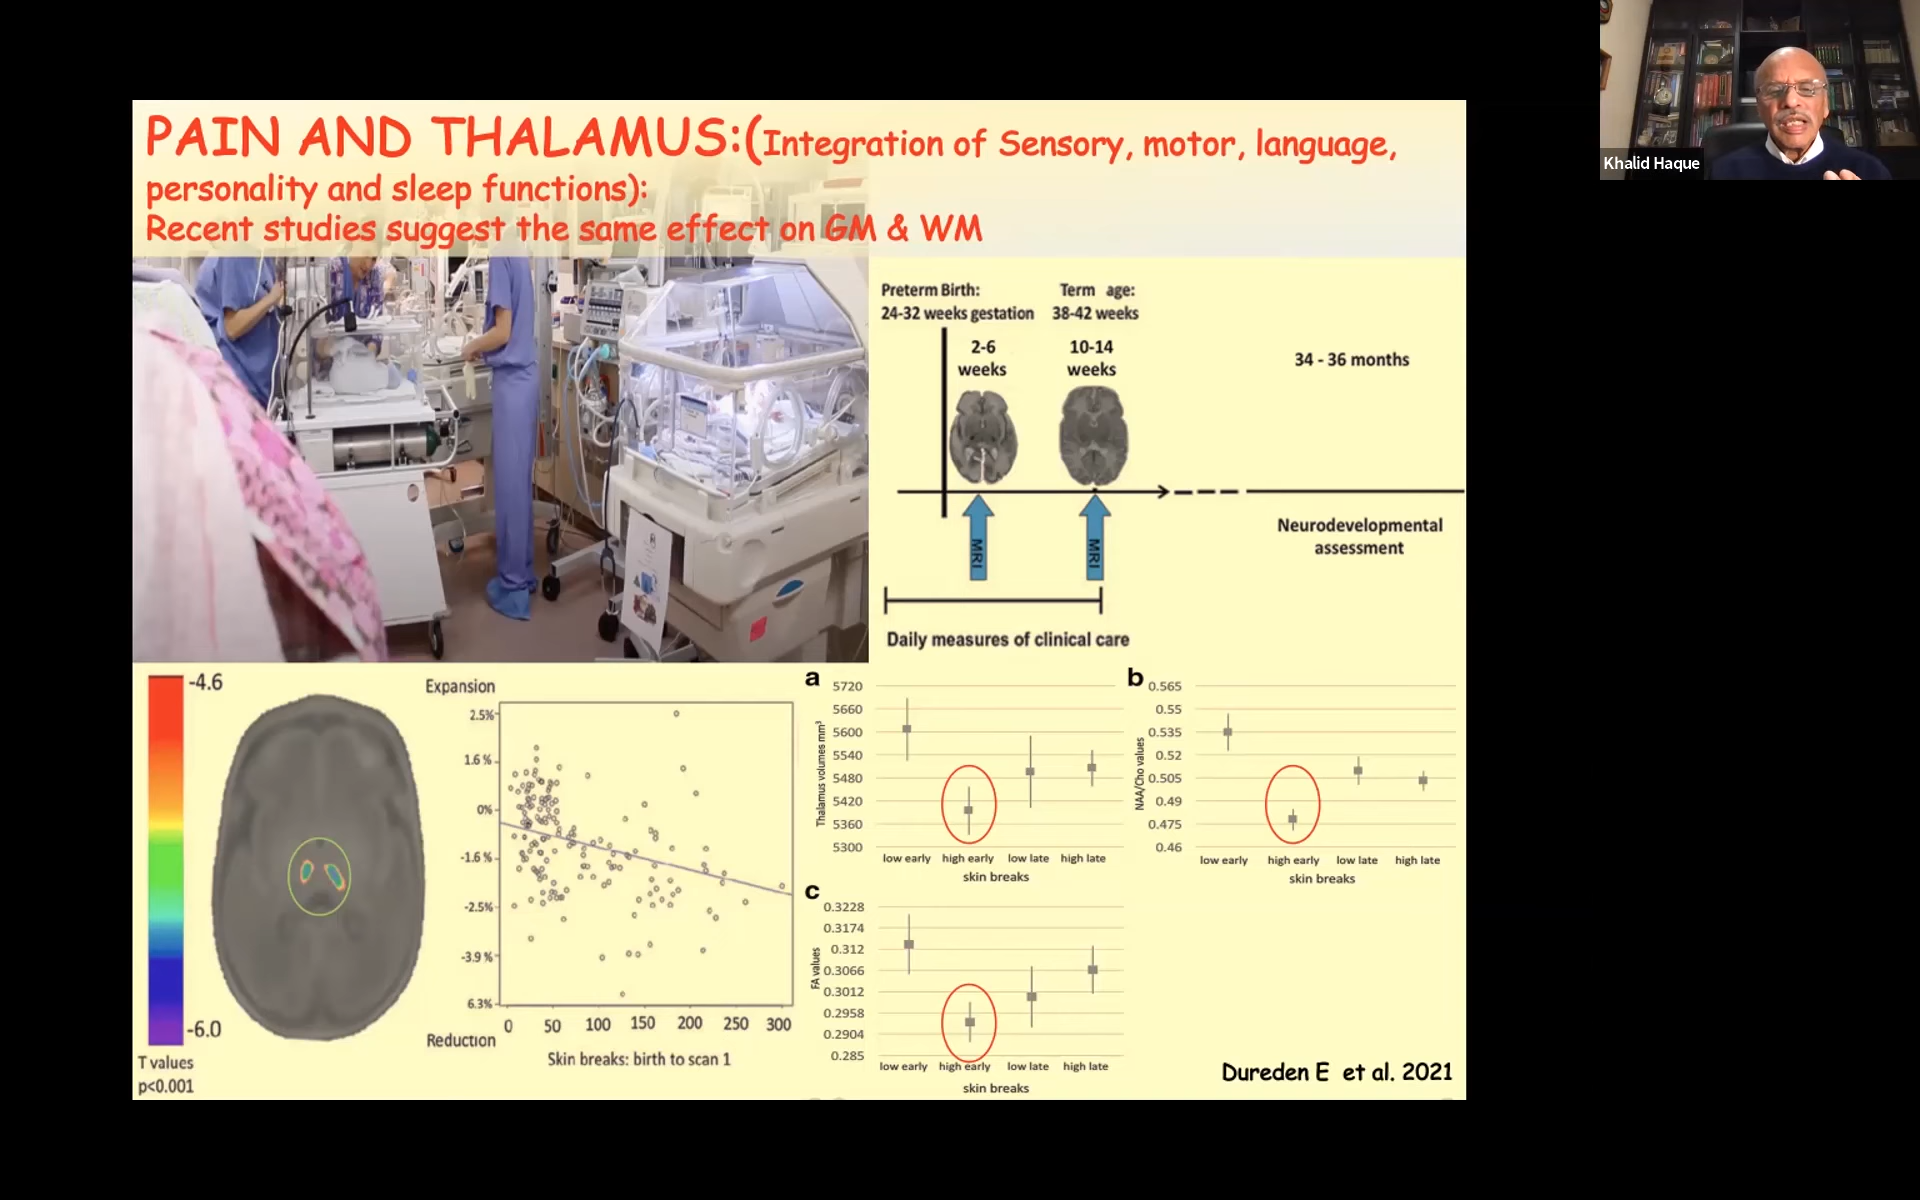 PAIN AND THALAMUS:(Integration of Sensory, motor, language,
personality and sleep functions):
Recent studies suggest the same effect on GM & WM
Khalid Haque
Preterm Birth:
24-32 weeks gestation
Term age:
38-42 weeks
2-6
weeks
10-14
weeks
34 - 36 months
MRI
MRI
Neurodevelopmental
assessment
Daily measures of clinical care
-4.6
-6.0
T values
p<0.001
Expansion
2.5%
1.6 %
0%
-1.6 %
-2.5%
-3.9 %
6.3%
Reduction
0 50 100 150 200 250 300
Skin breaks: birth to scan 1
a
Thalamus volumes mm³
5720
5660
5600
5540
5480
5420
5360
5300
low early high early low late high late
skin breaks
b
NAA/Cho values
0.565
0.55
0.535
0.52
0.505
0.49
0.475
0.46
low early high early low late high late
skin breaks
c
FA values
0.3228
0.3174
0.312
0.3066
0.3012
0.2958
0.2904
0.285
low early high early low late high late
skin breaks
Dureden E et al. 2021